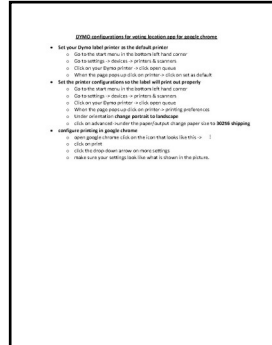 DYMO configurations for voting location app for google chrome
• Set your Dymo label printer as the default printer
o Go to the start menu in the bottom left hand corner
o Go to settings -> devices -> printers & scanners
o Click on your Dymo printer -> click open queue
o When the page pops up click on printer -> click on set as default
• Set the printer configurations so the label will print out properly
o Go to the start menu in the bottom left hand corner
o Go to settings -> devices -> printers & scanners
o Click on your Dymo printer -> click open queue
o When the page pops up click on printer -> printing preferences
o Under orientation change portrait to landscape
o click on advanced ->under the paper/output change paper size to 30256 shipping
• configure printing in google chrome
o open google chrome click on the icon that looks like this ->
o click on print
o click the drop down arrow on more settings
o make sure your settings look like what is shown in the picture.